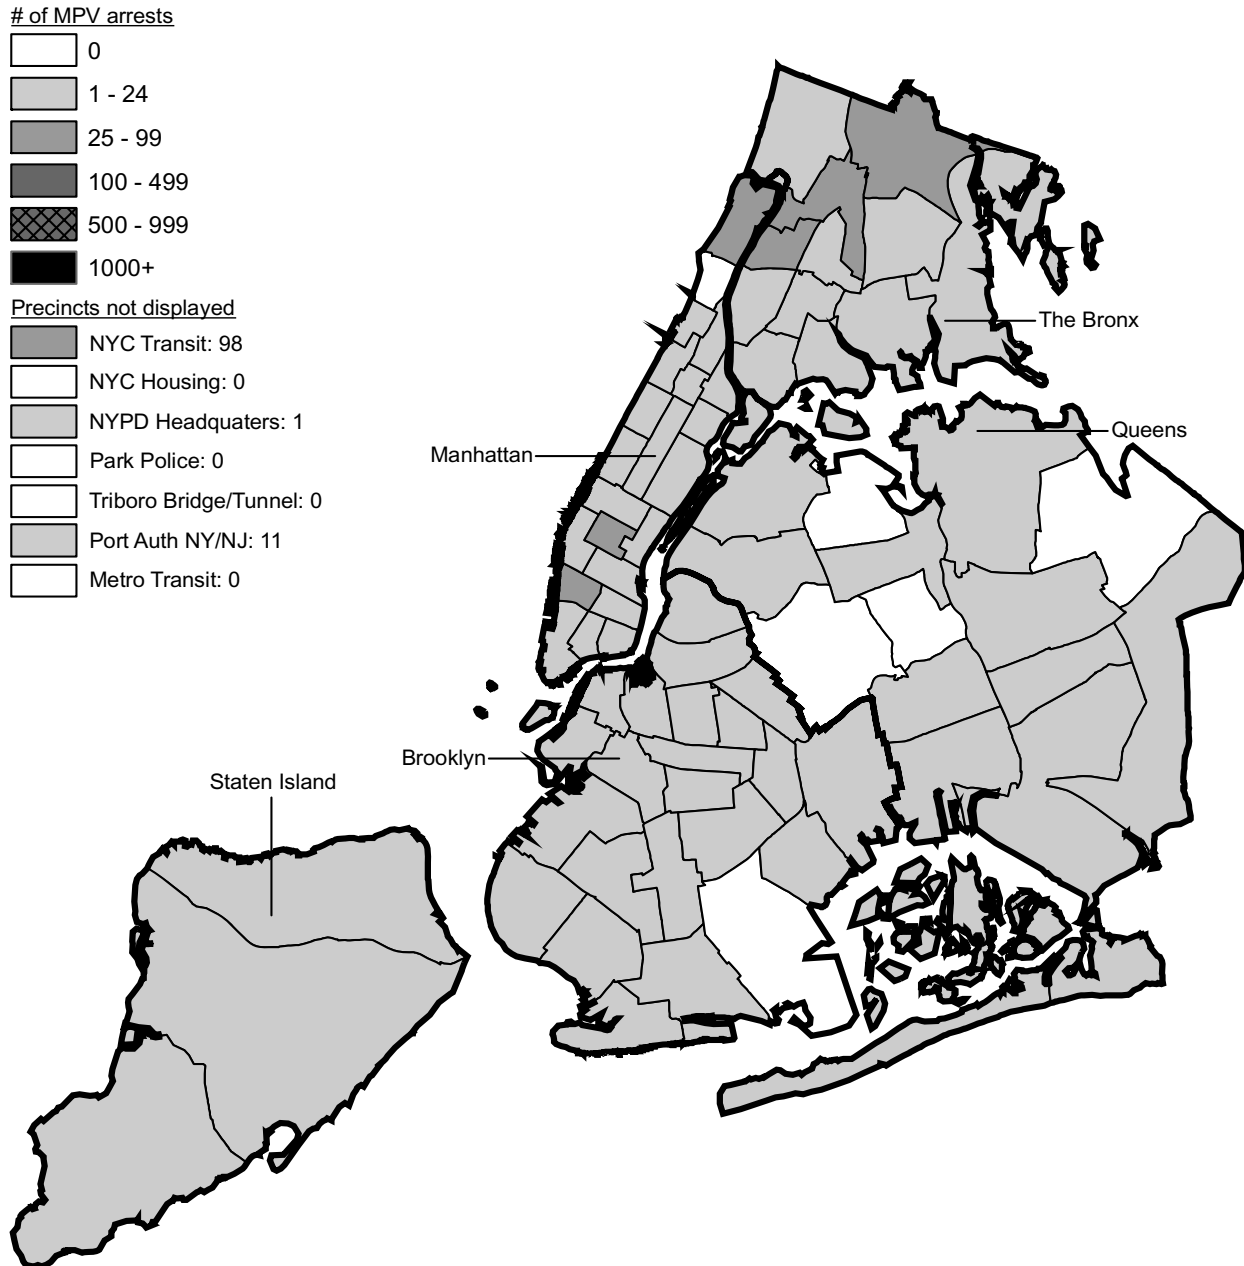 # of MPV arrests
0
1 - 24
25 - 99
100 - 499
500 - 999
1000+
Precincts not displayed
NYC Transit: 98
NYC Housing: 0
NYPD Headquaters: 1
Park Police: 0
Triboro Bridge/Tunnel: 0
Port Auth NY/NJ: 11
Metro Transit: 0
The Bronx
Queens
Manhattan
Brooklyn
Staten Island